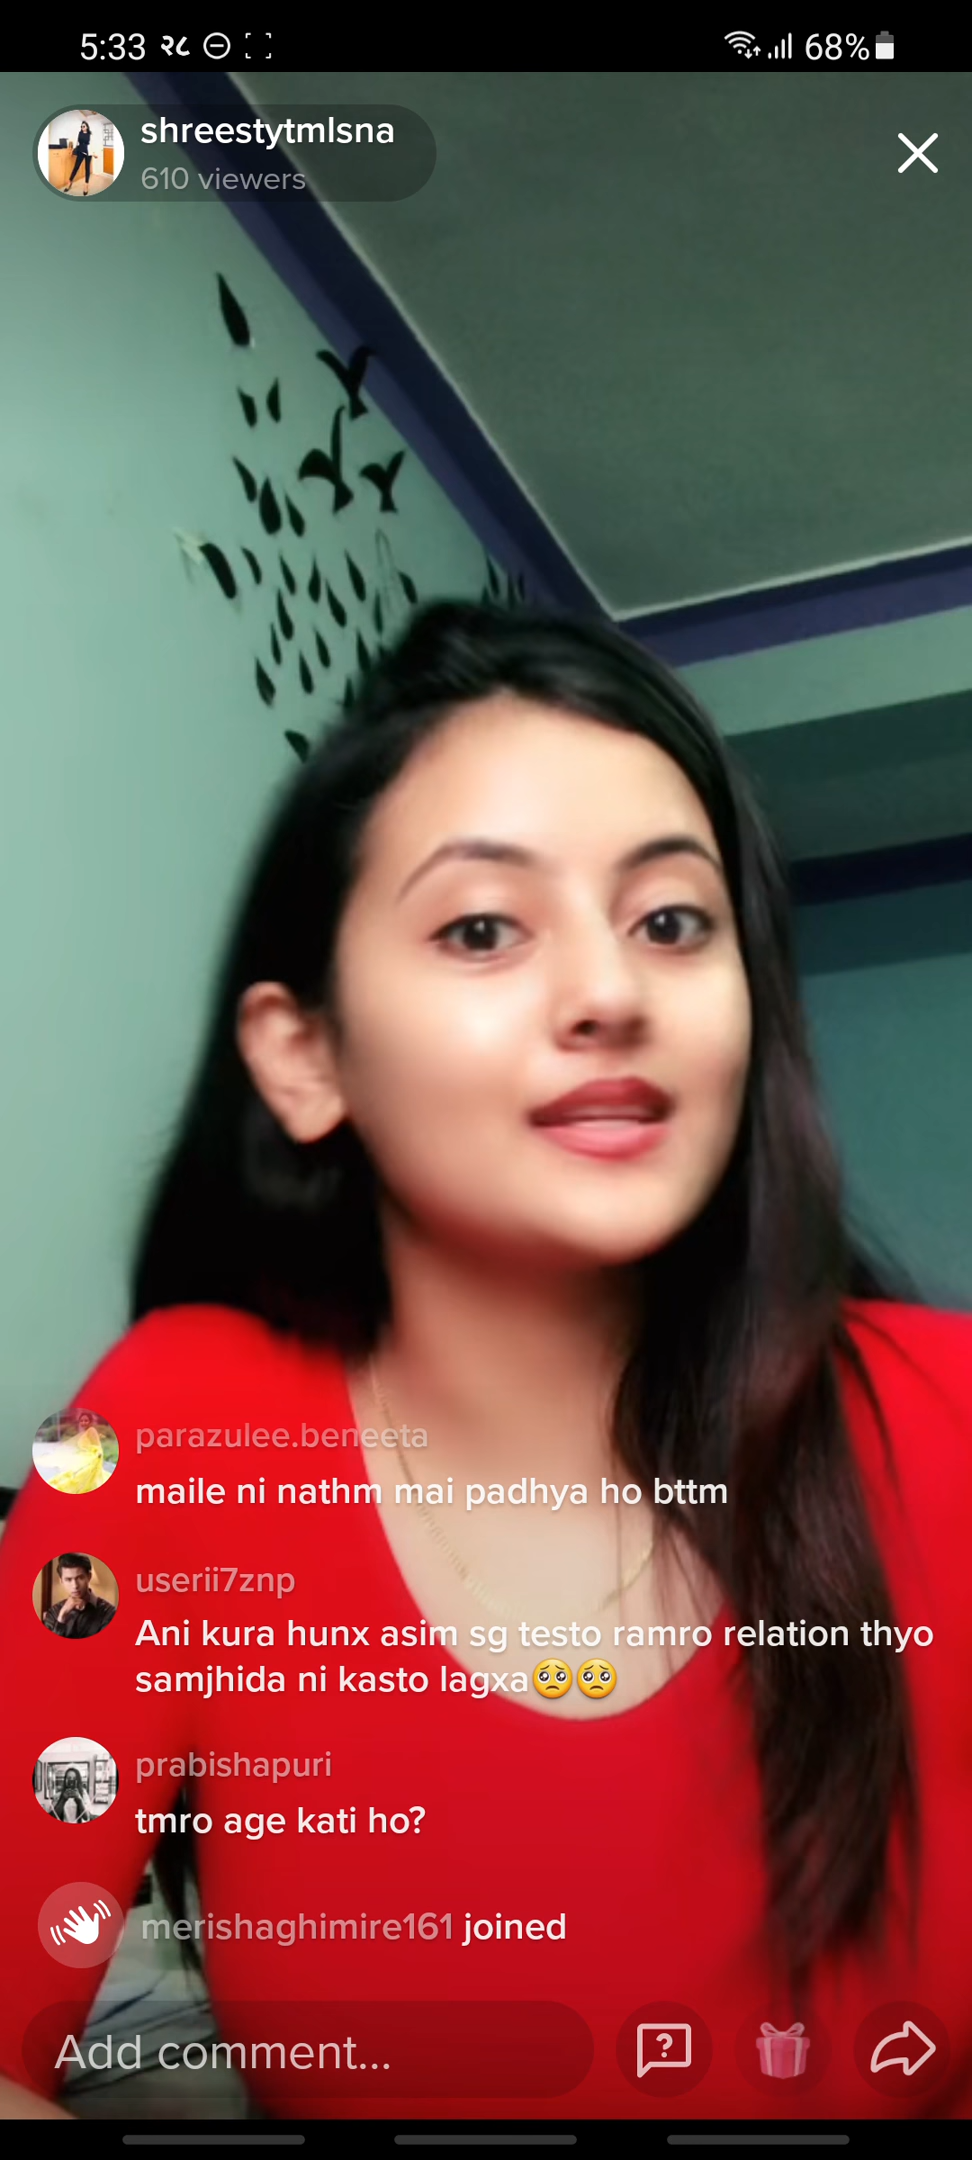 5:33 २८ 68%
shreestytmlsna
610 viewers
parazulee.beneeta
maile ni nathm mai padhya ho bttm
userii7znp
Ani kura hunx asim sg testo ramro relation thyo
samjhida ni kasto lagxa🥺🥺
prabishapuri
tmro age kati ho?
merishaghimire161 joined
Add comment...